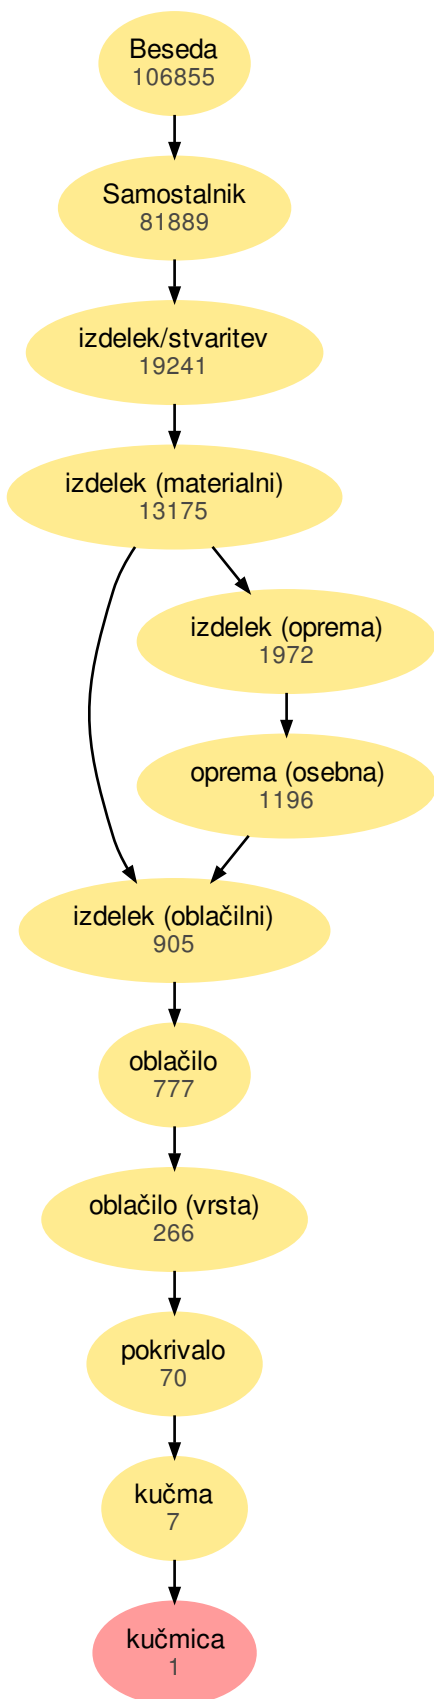 Beseda
106855
Samostalnik
81889
izdelek/stvaritev
19241
izdelek (materialni)
13175
izdelek (oprema)
1972
oprema (osebna)
1196
izdelek (oblačilni)
905
oblačilo
777
oblačilo (vrsta)
266
pokrivalo
70
kučma
7
kučmica
1